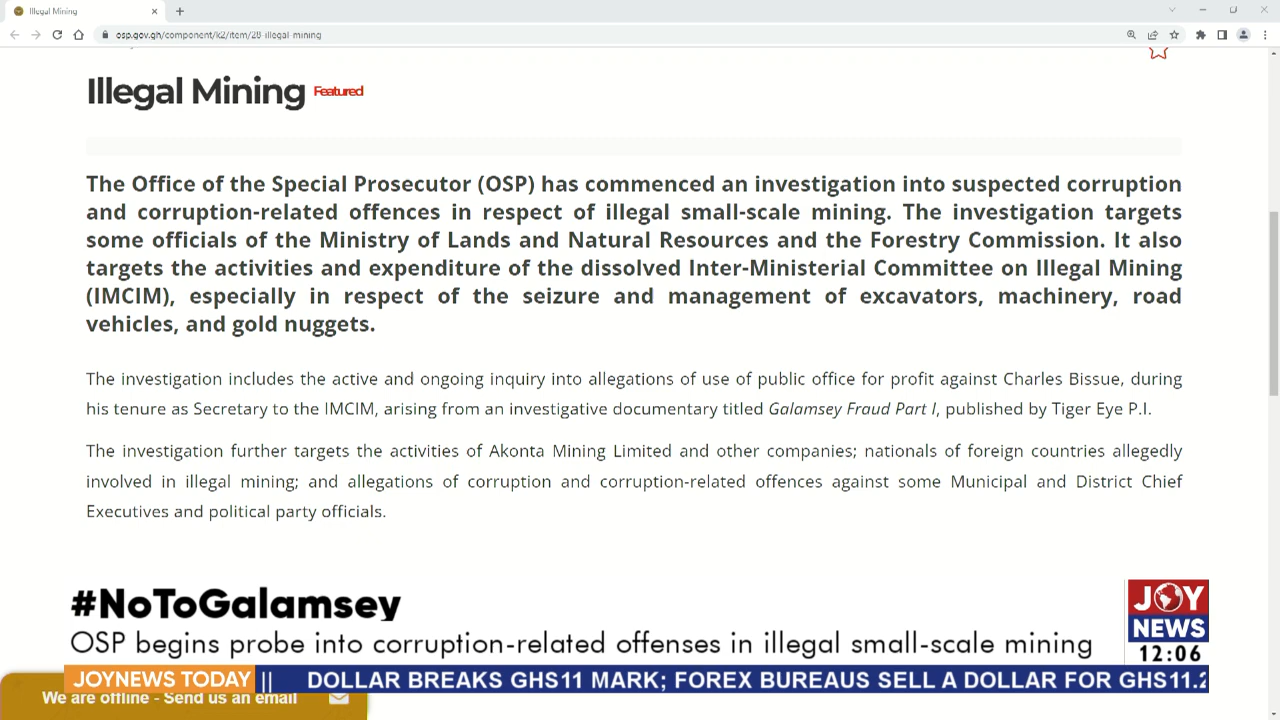 Illegal Mining
osp.gov.gh/component/k2/item/28-illegal-mining
Illegal Mining Featured
The Office of the Special Prosecutor (OSP) has commenced an investigation into suspected corruption
and corruption-related offences in respect of illegal small-scale mining. The investigation targets
some officials of the Ministry of Lands and Natural Resources and the Forestry Commission. It also
targets the activities and expenditure of the dissolved Inter-Ministerial Committee on Illegal Mining
(IMCIM), especially in respect of the seizure and management of excavators, machinery, road
vehicles, and gold nuggets.
The investigation includes the active and ongoing inquiry into allegations of use of public office for profit against Charles Bissue, during
his tenure as Secretary to the IMCIM, arising from an investigative documentary titled Galamsey Fraud Part I, published by Tiger Eye P.I.
The investigation further targets the activities of Akonta Mining Limited and other companies; nationals of foreign countries allegedly
involved in illegal mining; and allegations of corruption and corruption-related offences against some Municipal and District Chief
Executives and political party officials.
#NoToGalamsey
OSP begins probe into corruption-related offenses in illegal small-scale mining
JOY
NEWS
12:06
JOYNEWS TODAY || DOLLAR BREAKS GHS11 MARK; FOREX BUREAUS SELL A DOLLAR FOR GHS11.2
We are offline - Send us an email